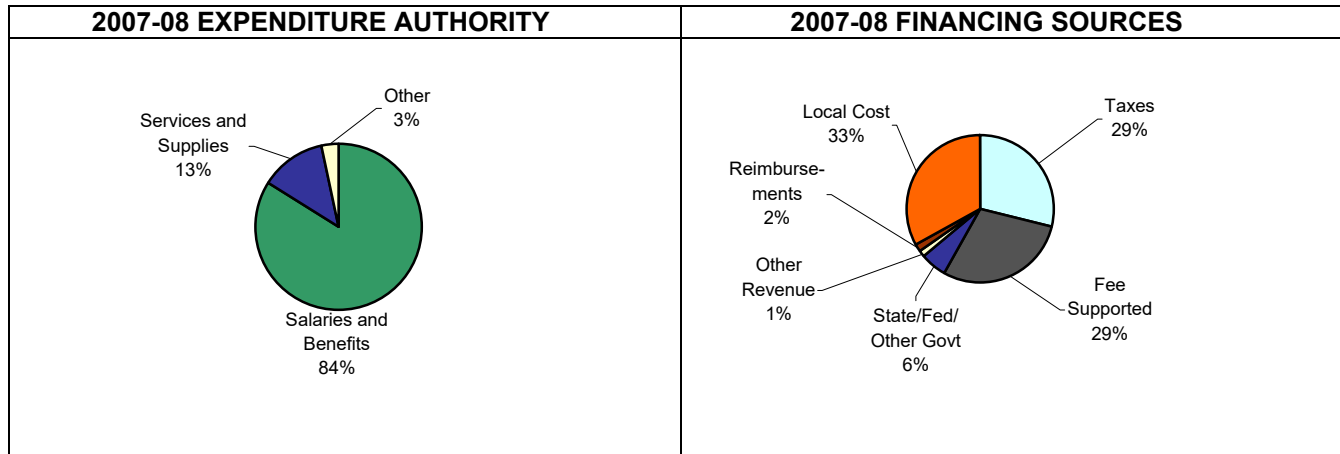 2007-08 EXPENDITURE AUTHORITY
Other
3%
Services and
Supplies
13%
Salaries and
Benefits
84%
2007-08 FINANCING SOURCES
Taxes
29%
Local Cost
33%
Reimburse-
ments
2%
Other
Revenue
1%
State/Fed/
Other Govt
6%
Fee
Supported
29%